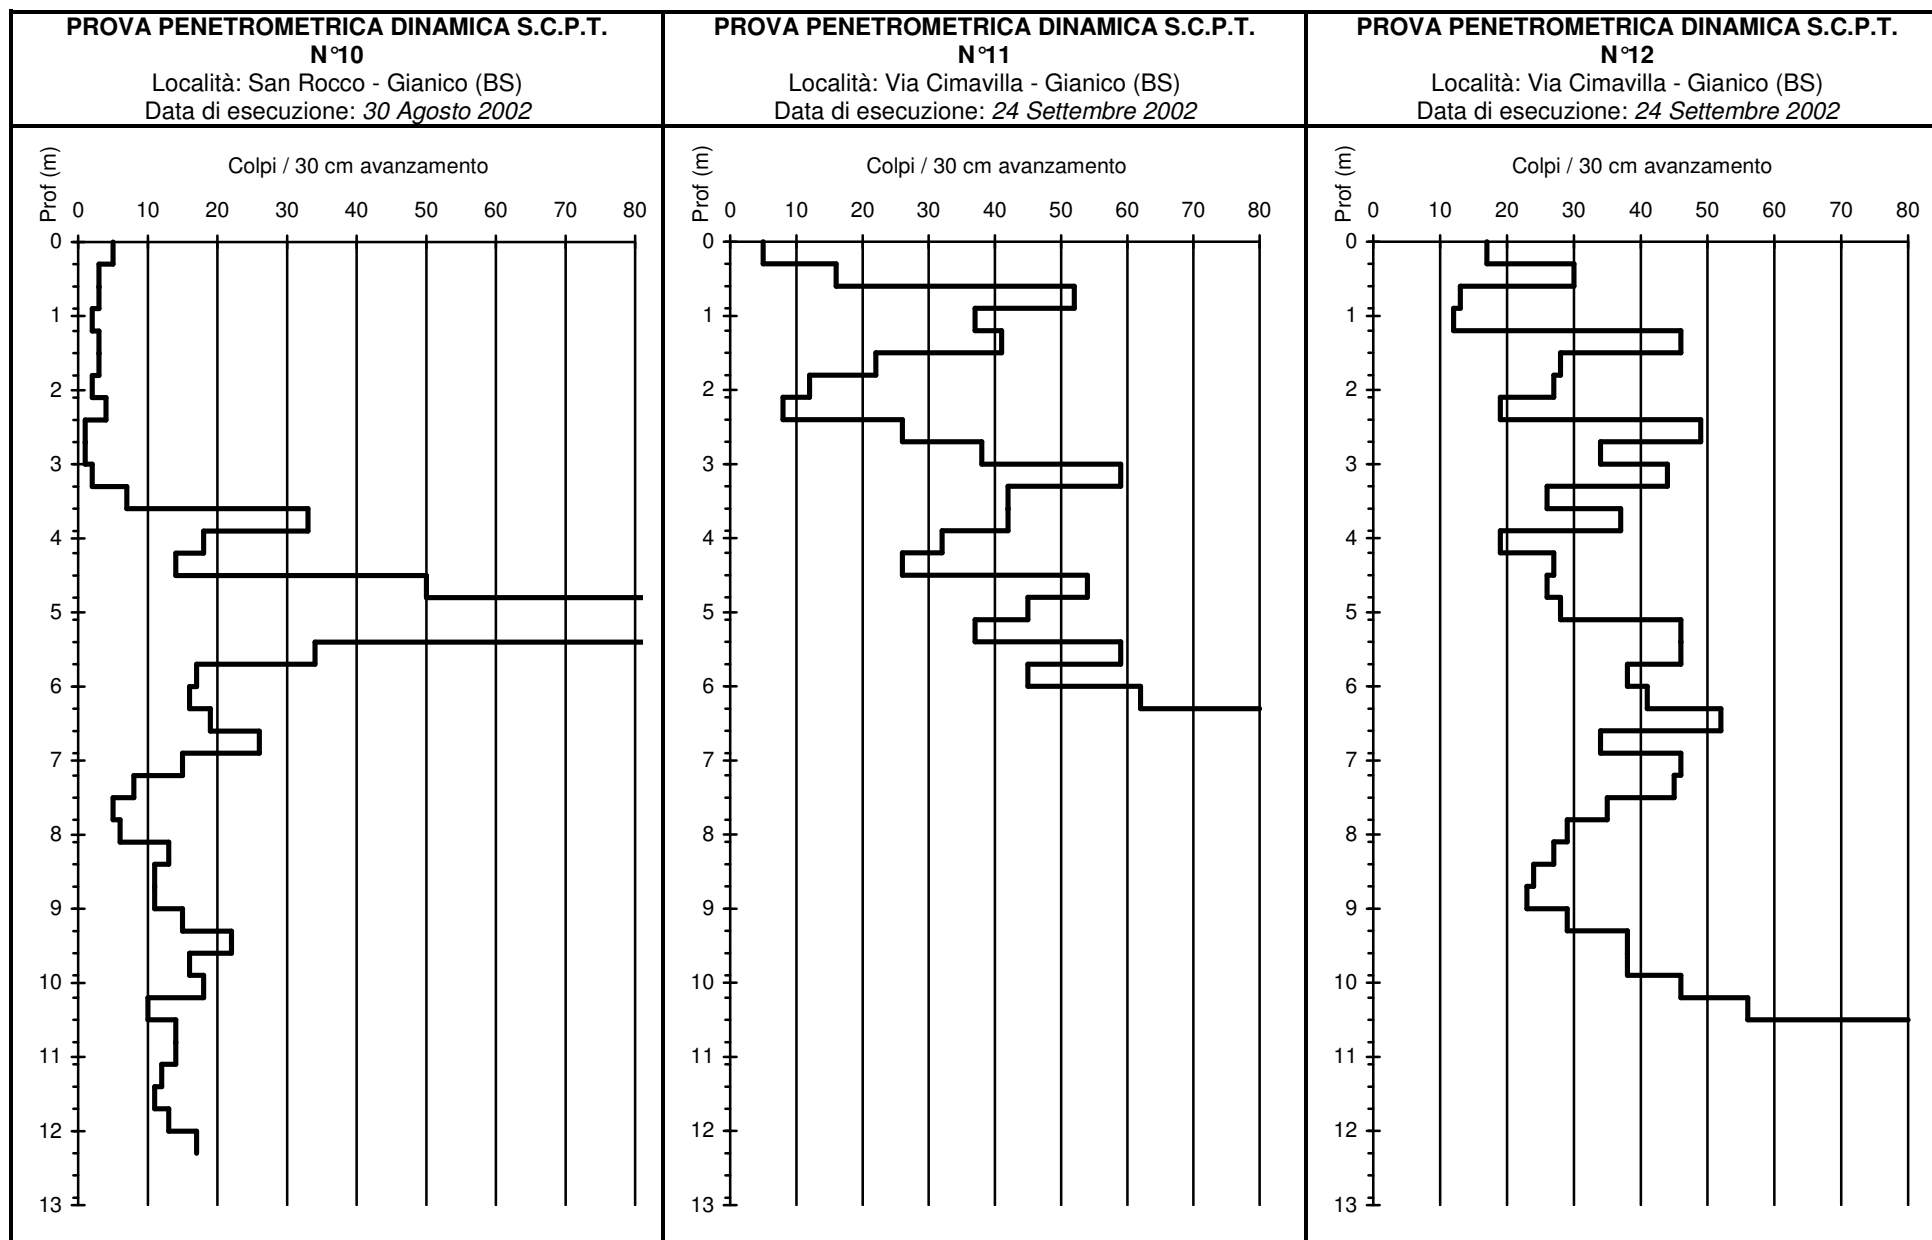 PROVA PENETROMETRICA DINAMICA S.C.P.T.
N°10
Località: San Rocco - Gianico (BS)
Data di esecuzione: 30 Agosto 2002
PROVA PENETROMETRICA DINAMICA S.C.P.T.
N°11
Località: Via Cimavilla - Gianico (BS)
Data di esecuzione: 24 Settembre 2002
PROVA PENETROMETRICA DINAMICA S.C.P.T.
N°12
Località: Via Cimavilla - Gianico (BS)
Data di esecuzione: 24 Settembre 2002
Colpi / 30 cm avanzamento
Prof (m)
0 10 20 30 40 50 60 70 80
0
1
2
3
4
5
6
7
8
9
10
11
12
13
Colpi / 30 cm avanzamento
Prof (m)
0 10 20 30 40 50 60 70 80
0
1
2
3
4
5
6
7
8
9
10
11
12
13
Colpi / 30 cm avanzamento
Prof (m)
0 10 20 30 40 50 60 70 80
0
1
2
3
4
5
6
7
8
9
10
11
12
13